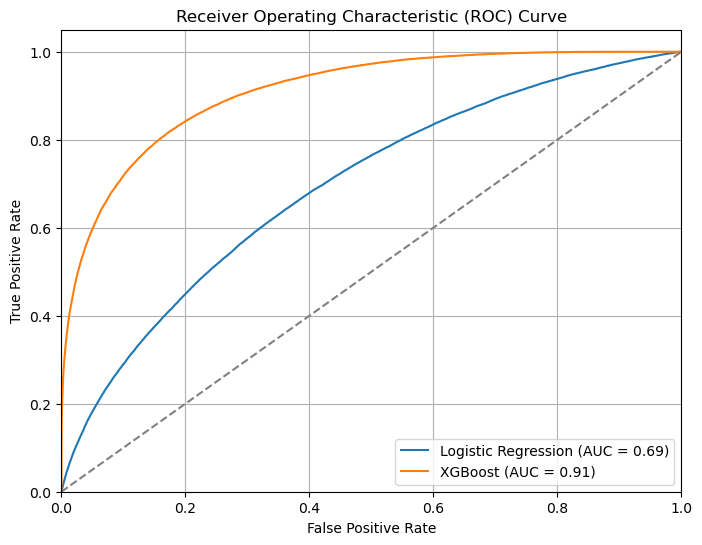 Receiver Operating Characteristic (ROC) Curve
1.0
0.8
0.6
0.4
0.2
0.0
True Positive Rate
Logistic Regression (AUC = 0.69)
XGBoost (AUC = 0.91)
0.0 0.2 0.4 0.6 0.8 1.0
False Positive Rate